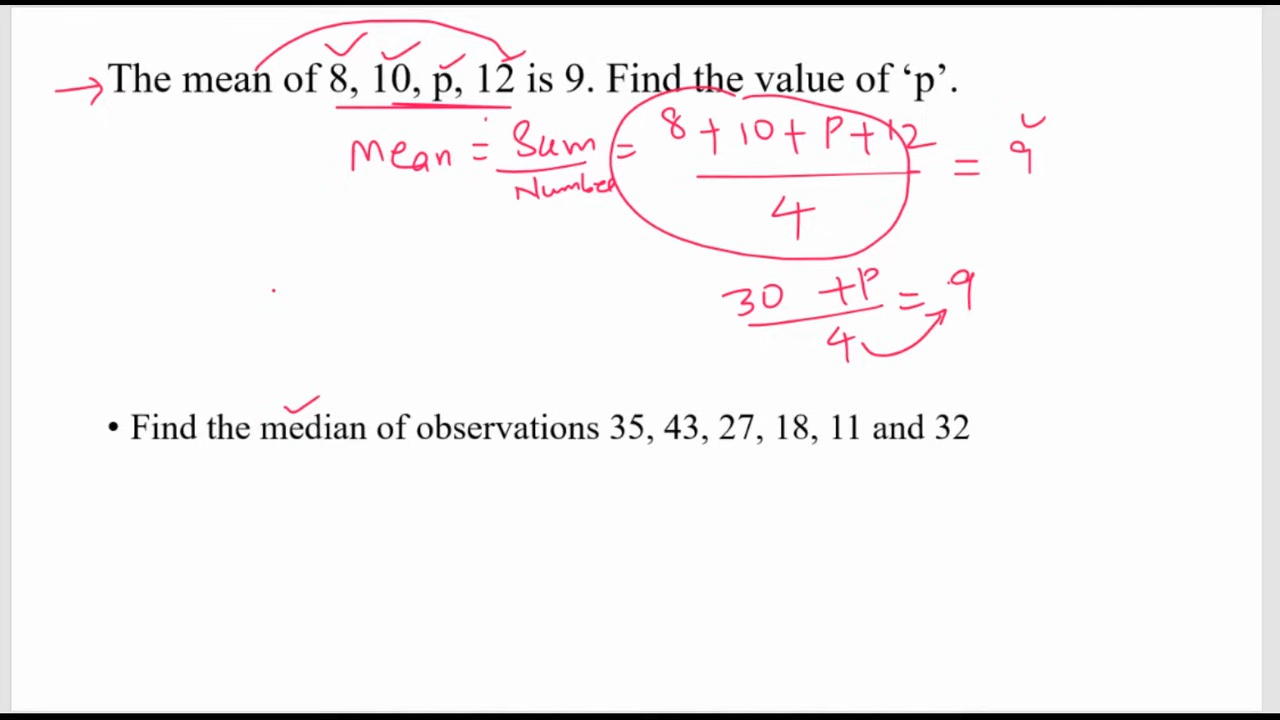 The mean of 8, 10, p, 12 is 9. Find the value of ‘p’.
Mean = Sum / Number = 8 + 10 + P + 12 / 4 = 9
30 + P / 4 = 9
• Find the median of observations 35, 43, 27, 18, 11 and 32